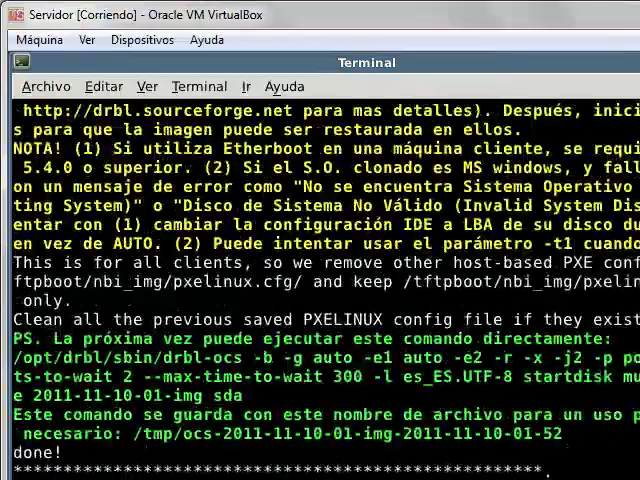 Servidor [Corriendo] - Oracle VM VirtualBox
Máquina Ver Dispositivos Ayuda
Terminal
Archivo Editar Ver Terminal Ir Ayuda
http://drbl.sourceforge.net para mas detalles). Después, inici
s para que la imagen puede ser restaurada en ellos.
NOTA! (1) Si utiliza Etherboot en una máquina cliente, se requi
5.4.0 o superior. (2) Si el S.O. clonado es MS windows, y fall
on un mensaje de error como "No se encuentra Sistema Operativo
ting System)" o "Disco de Sistema No Válido (Invalid System Dis
entar con (1) cambiar la configuración IDE a LBA de su disco du
en vez de AUTO. (2) Puede intentar usar el parámetro -t1 cuando
This is for all clients, so we remove other host-based PXE conf
ftpboot/nbi_img/pxelinux.cfg/ and keep /tftpboot/nbi_img/pxelin
only.
Clean all the previous saved PXELINUX config file if they exist
PS. La próxima vez puede ejecutar este comando directamente:
/opt/drbl/sbin/drbl-ocs -b -g auto -e1 auto -e2 -r -x -j2 -p po
ts-to-wait 2 --max-time-to-wait 300 -l es_ES.UTF-8 startdisk mu
e 2011-11-10-01-img sda
Este comando se guarda con este nombre de archivo para un uso p
necesario: /tmp/ocs-2011-11-10-01-img-2011-11-10-01-52
done!
*******************************************************.